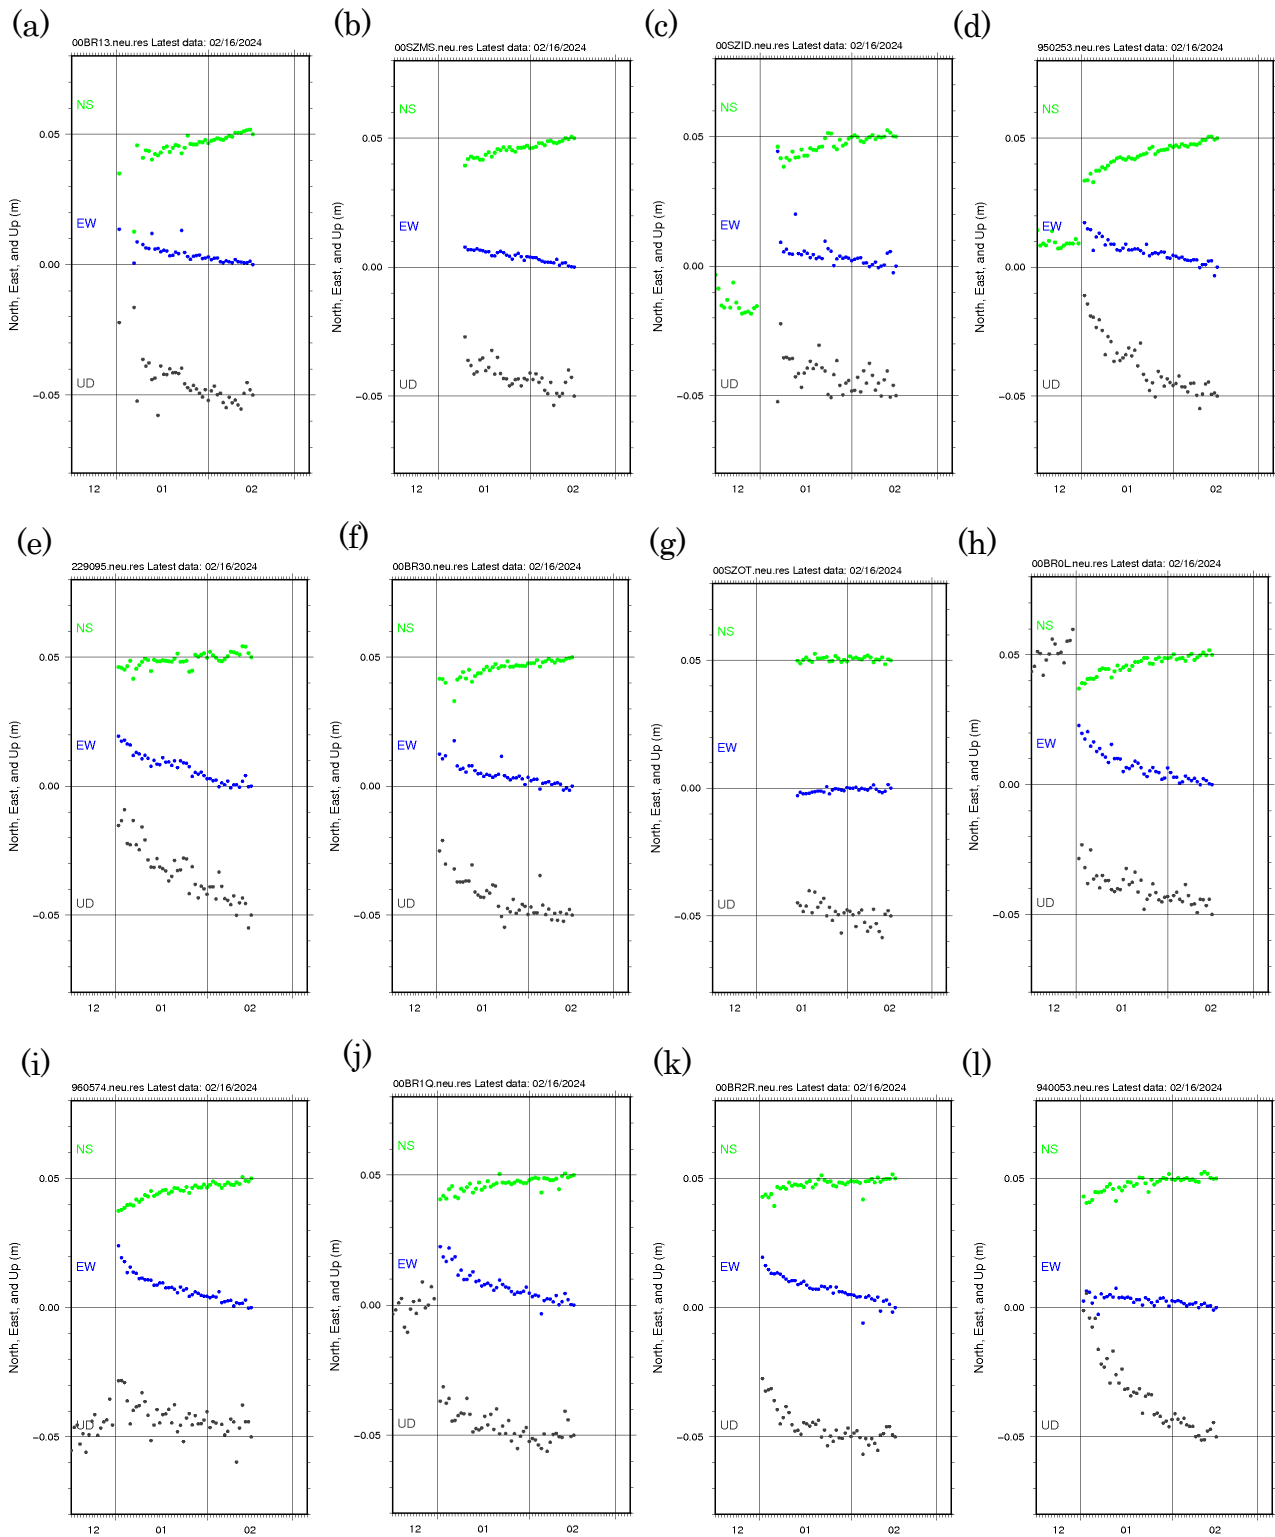 (a)
00BR13.neu.res Latest data: 02/16/2024
NS
EW
UD
0.05
0.00
−0.05
North, East, and Up (m)
12 01 02
(b)
00SZMS.neu.res Latest data: 02/16/2024
NS
EW
UD
0.05
0.00
−0.05
North, East, and Up (m)
12 01 02
(c)
00SZID.neu.res Latest data: 02/16/2024
NS
EW
UD
0.05
0.00
−0.05
North, East, and Up (m)
12 01 02
(d)
950253.neu.res Latest data: 02/16/2024
NS
EW
UD
0.05
0.00
−0.05
North, East, and Up (m)
12 01 02
(e)
229095.neu.res Latest data: 02/16/2024
NS
EW
UD
0.05
0.00
−0.05
North, East, and Up (m)
12 01 02
(f)
00BR30.neu.res Latest data: 02/16/2024
NS
EW
UD
0.05
0.00
−0.05
North, East, and Up (m)
12 01 02
(g)
00SZOT.neu.res Latest data: 02/16/2024
NS
EW
UD
0.05
0.00
−0.05
North, East, and Up (m)
12 01 02
(h)
00BR0L.neu.res Latest data: 02/16/2024
NS
EW
UD
0.05
0.00
−0.05
North, East, and Up (m)
12 01 02
(i)
960574.neu.res Latest data: 02/16/2024
NS
EW
UD
0.05
0.00
−0.05
North, East, and Up (m)
12 01 02
(j)
00BR1Q.neu.res Latest data: 02/16/2024
NS
EW
UD
0.05
0.00
−0.05
North, East, and Up (m)
12 01 02
(k)
00BR2R.neu.res Latest data: 02/16/2024
NS
EW
UD
0.05
0.00
−0.05
North, East, and Up (m)
12 01 02
(l)
940053.neu.res Latest data: 02/16/2024
NS
EW
UD
0.05
0.00
−0.05
North, East, and Up (m)
12 01 02